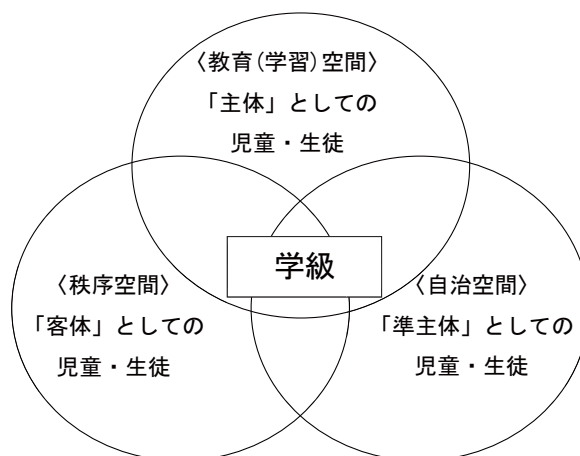 〈教育(学習)空間〉
「主体」としての
児童・生徒
学級
〈秩序空間〉
「客体」としての
児童・生徒
〈自治空間〉
「準主体」としての
児童・生徒